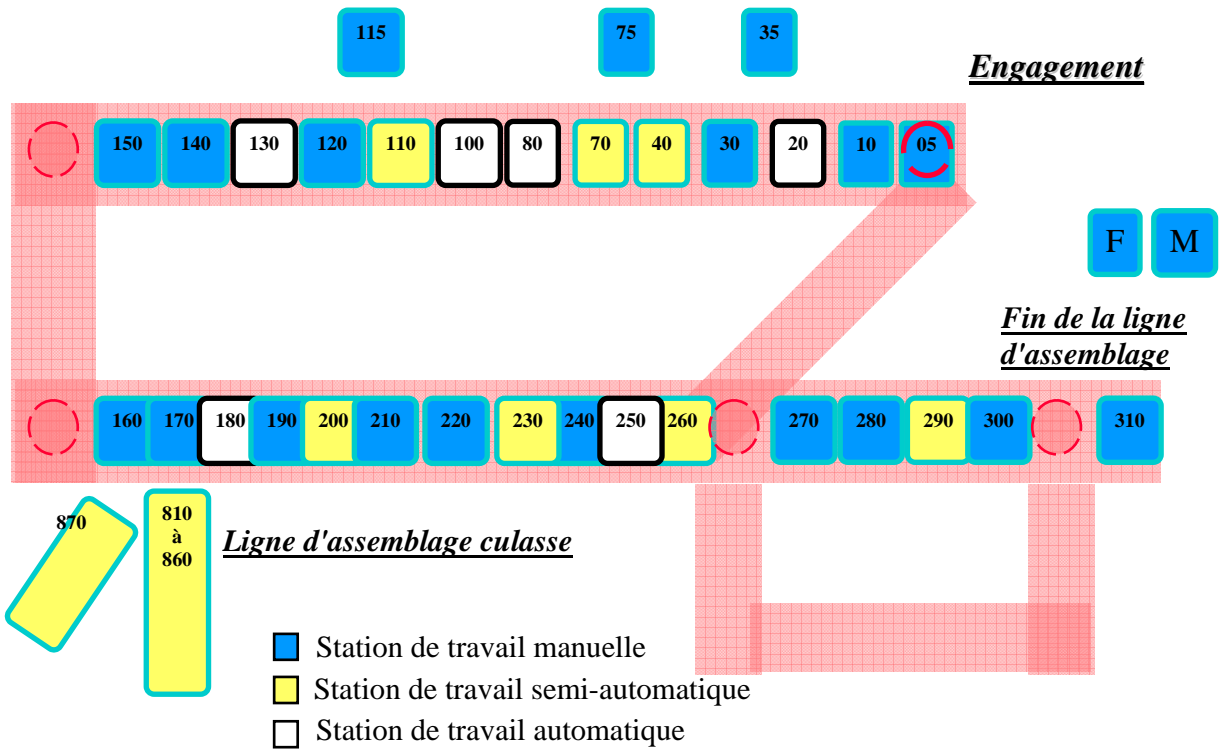 115 75 35
Engagement
150 140 130 120 110 100 80 70 40 30 20 10 05
F M
Fin de la ligne
d'assemblage
160 170 180 190 200 210 220 230 240 250 260 270 280 290 300 310
870
810
à
860
Ligne d'assemblage culasse
Station de travail manuelle
Station de travail semi-automatique
Station de travail automatique